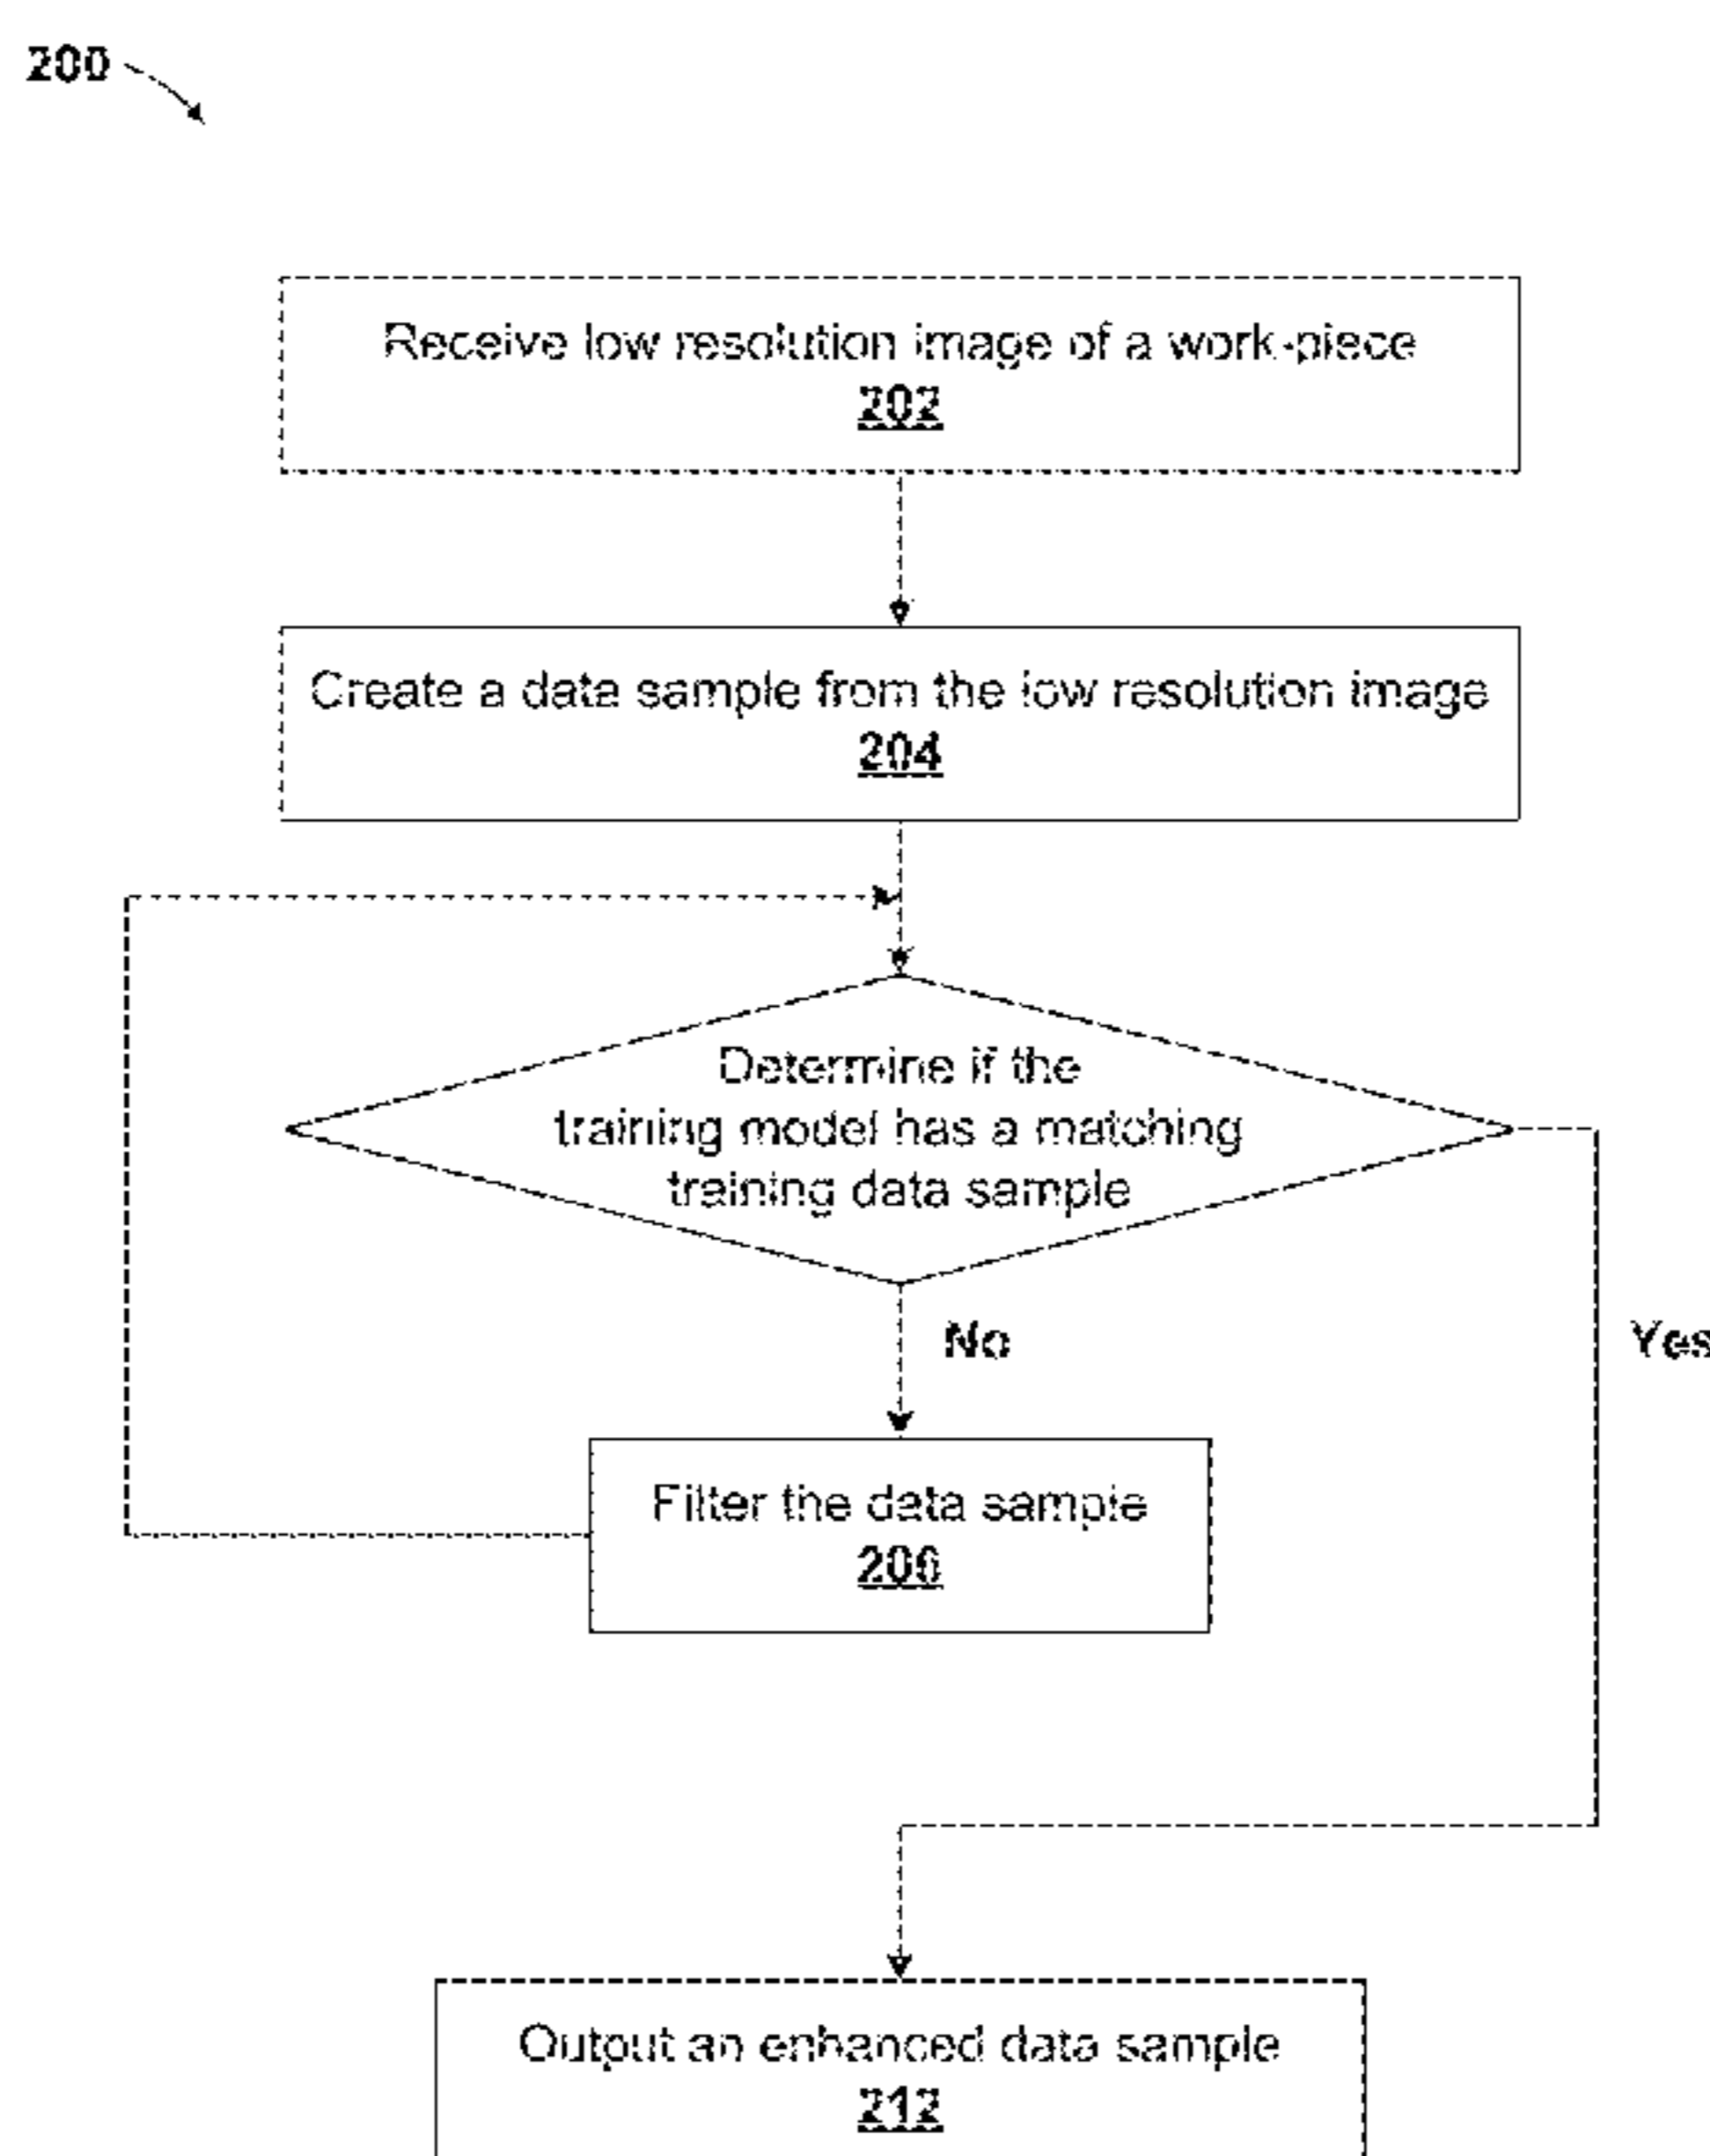 200
Receive low resolution image of a work-piece
202
Create a data sample from the low resolution image
204
Determine if the
training model has a matching
training data sample
No
Yes
Filter the data sample
206
Output an enhanced data sample
212